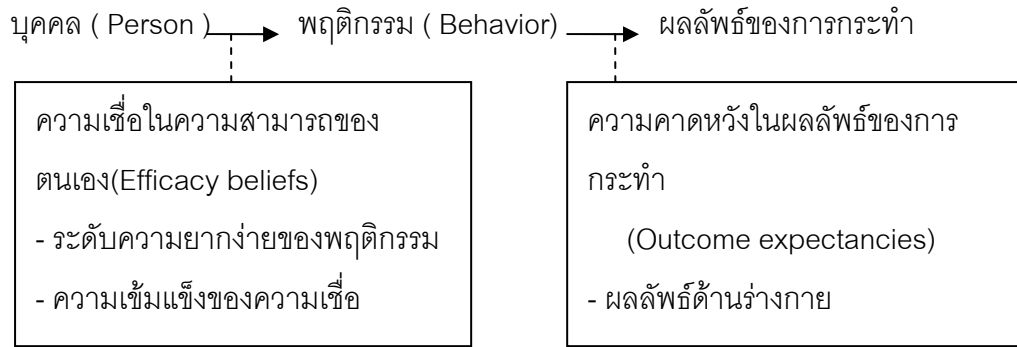 บุคคล ( Person ) พฤติกรรม ( Behavior) ผลลัพธ์ของการกระทำ
ความเชื่อในความสามารถของ
ตนเอง(Efficacy beliefs)
- ระดับความยากง่ายของพฤติกรรม
- ความเข้มแข็งของความเชื่อ
ความคาดหวังในผลลัพธ์ของการ
กระทำ
(Outcome expectancies)
- ผลลัพธ์ด้านร่างกาย